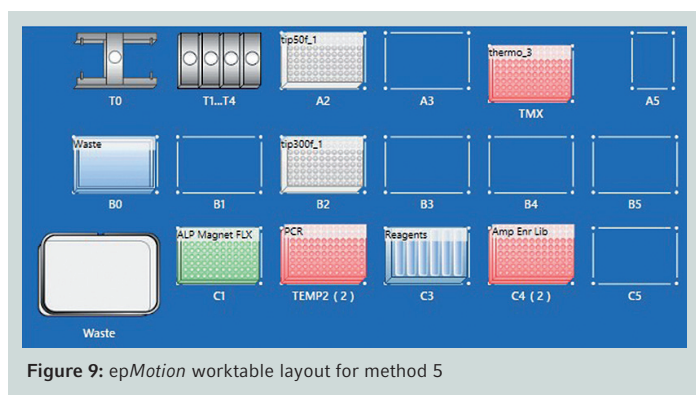 tip50f_1
thermo_3
T0 T1...T4 A2 A3 TMX A5
Waste
tip300f_1
B0 B1 B2 B3 B4 B5
ALP Magnet FLX
PCR
Reagents
Amp Enr Lib
C1 TEMP2 ( 2 ) C3 C4 ( 2 ) C5
Waste
Figure 9: epMotion worktable layout for method 5